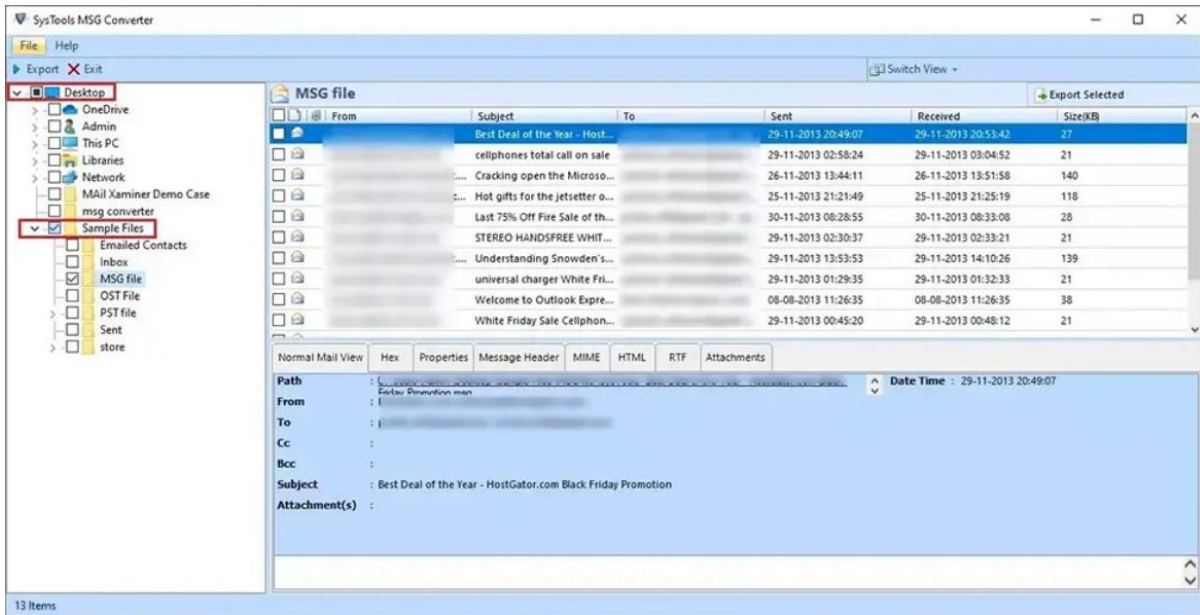 SysTools MSG Converter
File Help
Export Exit Switch View
Desktop
OneDrive
Admin
This PC
Libraries
Network
MAil Xaminer Demo Case
msg converter
Sample Files
Emailed Contacts
Inbox
MSG file
OST File
PST file
Sent
store
MSG file Export Selected
From Subject To Sent Received Size(KB)
Best Deal of the Year - Host... 29-11-2013 20:49:07 29-11-2013 20:53:42 27
cellphones total call on sale 29-11-2013 02:58:24 29-11-2013 03:04:52 21
Cracking open the Microso... 26-11-2013 13:44:11 26-11-2013 13:51:58 140
Hot gifts for the jetsetter o... 25-11-2013 21:21:49 25-11-2013 21:25:19 118
Last 75% Off Fire Sale of th... 30-11-2013 08:28:55 30-11-2013 08:33:08 28
STEREO HANDSFREE WHIT... 29-11-2013 02:30:37 29-11-2013 02:33:21 21
Understanding Snowden's... 29-11-2013 13:53:53 29-11-2013 14:10:26 139
universal charger White Fri... 29-11-2013 01:29:35 29-11-2013 01:32:33 21
Welcome to Outlook Expre... 08-08-2013 11:26:35 08-08-2013 11:26:35 38
White Friday Sale Cellphon... 29-11-2013 00:45:20 29-11-2013 00:48:12 21
Normal Mail View Hex Properties Message Header MIME HTML RTF Attachments
Path : Date Time : 29-11-2013 20:49:07
Friday Promotion.msg
From :
To :
Cc :
Bcc :
Subject : Best Deal of the Year - HostGator.com Black Friday Promotion
Attachment(s) :
13 Items